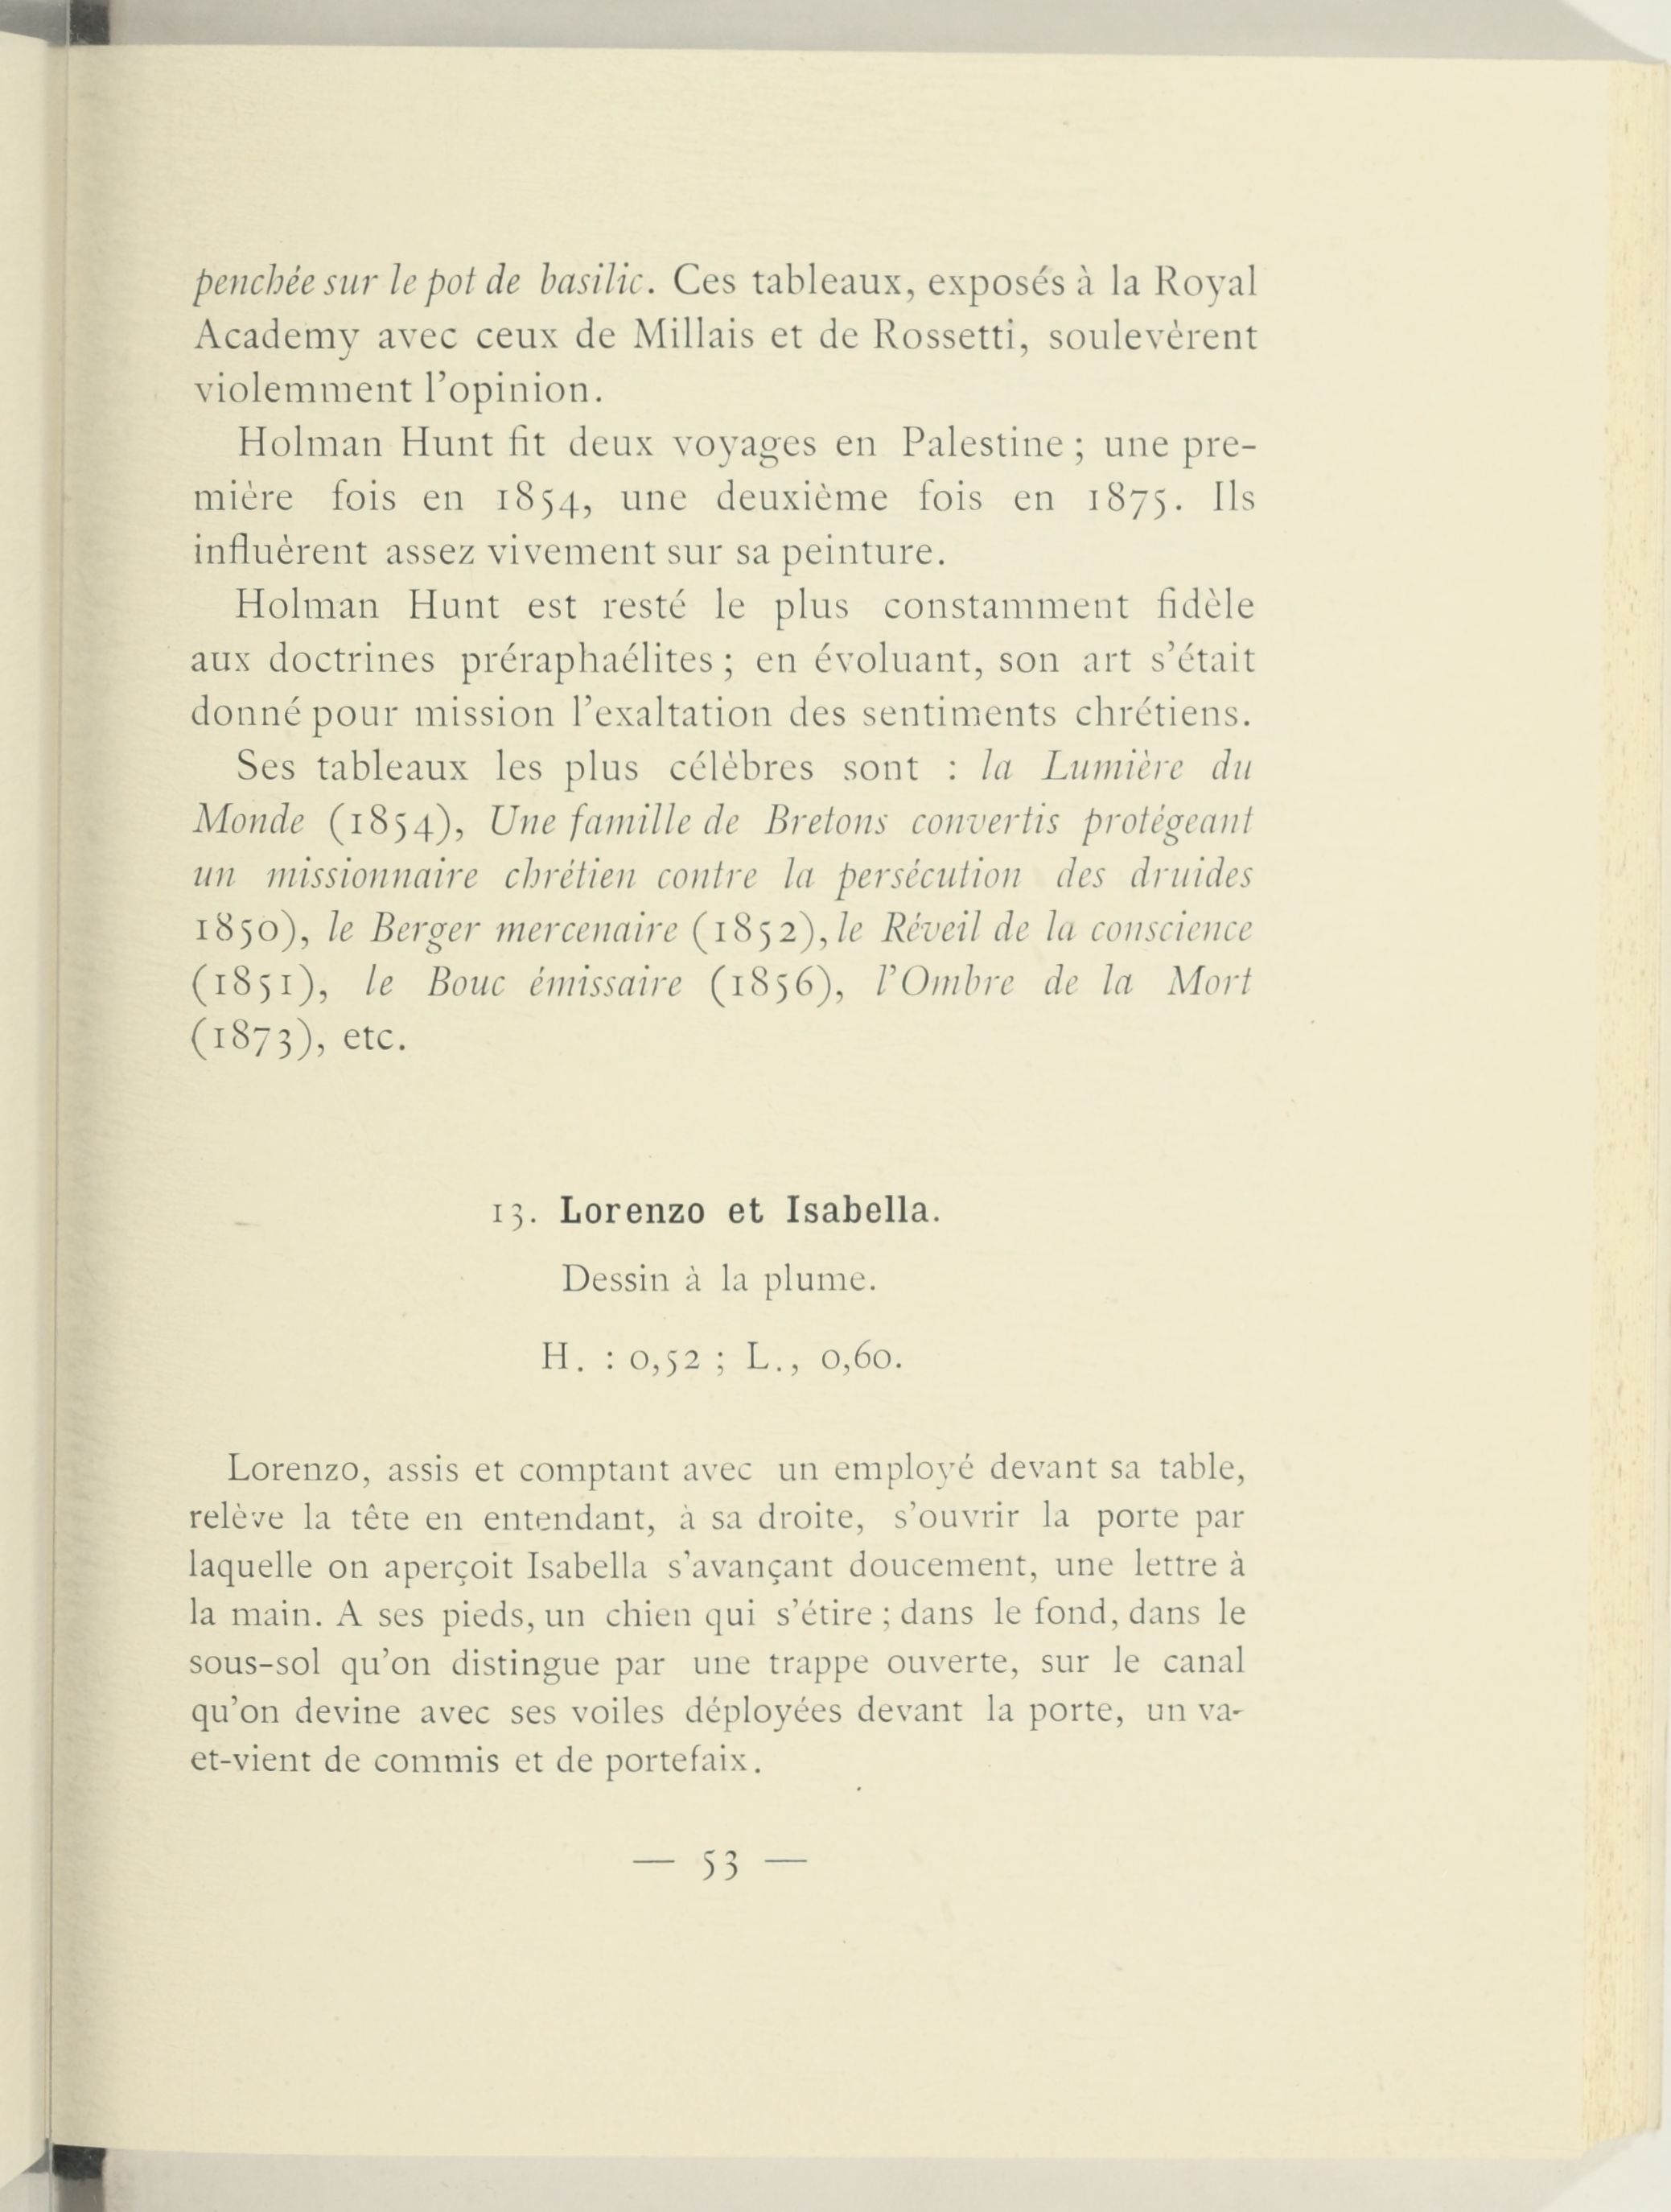 penchée sur le pot de basilic. Ces tableaux, exposés à la Royal
Academy avec ceux de Millais et de Rossetti, soulevèrent
violemment l'opinion.
Holman Hunt fit deux voyages en Palestine ; une pre-
mière fois en 1854, une deuxième fois en 1875. Ils
influèrent assez vivement sur sa peinture.
Holman Hunt est resté le plus constamment fidèle
aux doctrines préraphaélites ; en évoluant, son art s'était
donné pour mission l'exaltation des sentiments chrétiens.
Ses tableaux les plus célèbres sont : la Lumière du
Monde (1854), Une famille de Bretons convertis protégeant
un missionnaire chrétien contre la persécution des druides
1850), le Berger mercenaire (1852), le Réveil de la conscience
(1851), le Bouc émissaire (1856), l'Ombre de la Mort
(1873), etc.
13. Lorenzo et Isabella.
Dessin à la plume.
H. : 0,52 ; L., 0,60.
Lorenzo, assis et comptant avec un employé devant sa table,
relève la tête en entendant, à sa droite, s'ouvrir la porte par
laquelle on aperçoit Isabella s'avançant doucement, une lettre à
la main. A ses pieds, un chien qui s'étire ; dans le fond, dans le
sous-sol qu'on distingue par une trappe ouverte, sur le canal
qu'on devine avec ses voiles déployées devant la porte, un va-
et-vient de commis et de portefaix.
— 53 —